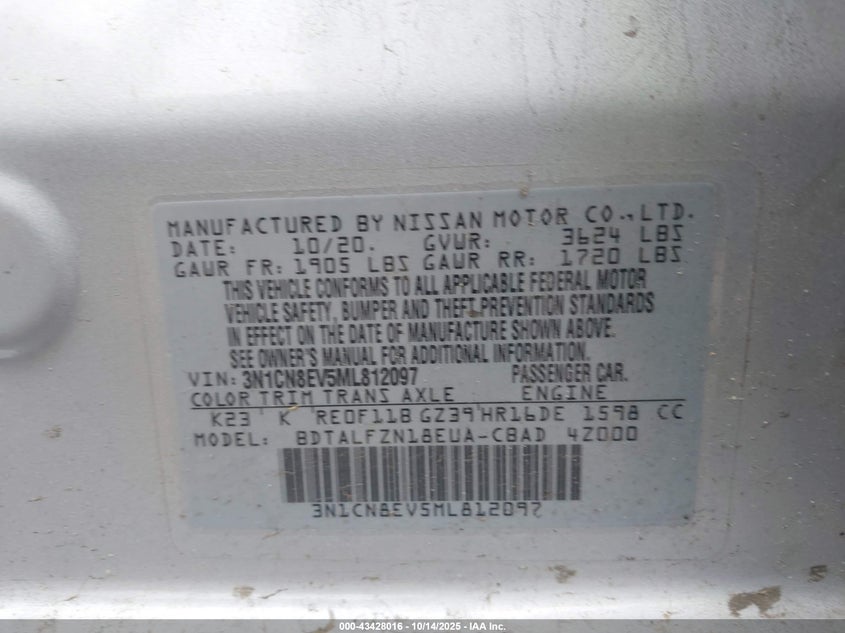 MANUFACTURED BY NISSAN MOTOR CO., LTD.
DATE: 10/20. GVWR: 3624 LBS
GAWR FR: 1905 LBS GAWR RR: 1720 LBS
THIS VEHICLE CONFORMS TO ALL APPLICABLE FEDERAL MOTOR
VEHICLE SAFETY, BUMPER AND THEFT PREVENTION STANDARDS
IN EFFECT ON THE DATE OF MANUFACTURE SHOWN ABOVE.
SEE OWNER'S MANUAL FOR ADDITIONAL INFORMATION.
VIN: 3N1CN8EV5ML812097 PASSENGER CAR.
COLOR TRIM TRANS AXLE ENGINE
K23 K RE0F11B GZ39 HR16DE 1598 CC
MODEL: BDTALFZN18EUA-C8AD 4Z000
3N1CN8EV5ML812097
000-43428016 - 10/14/2025 - IAA Inc.